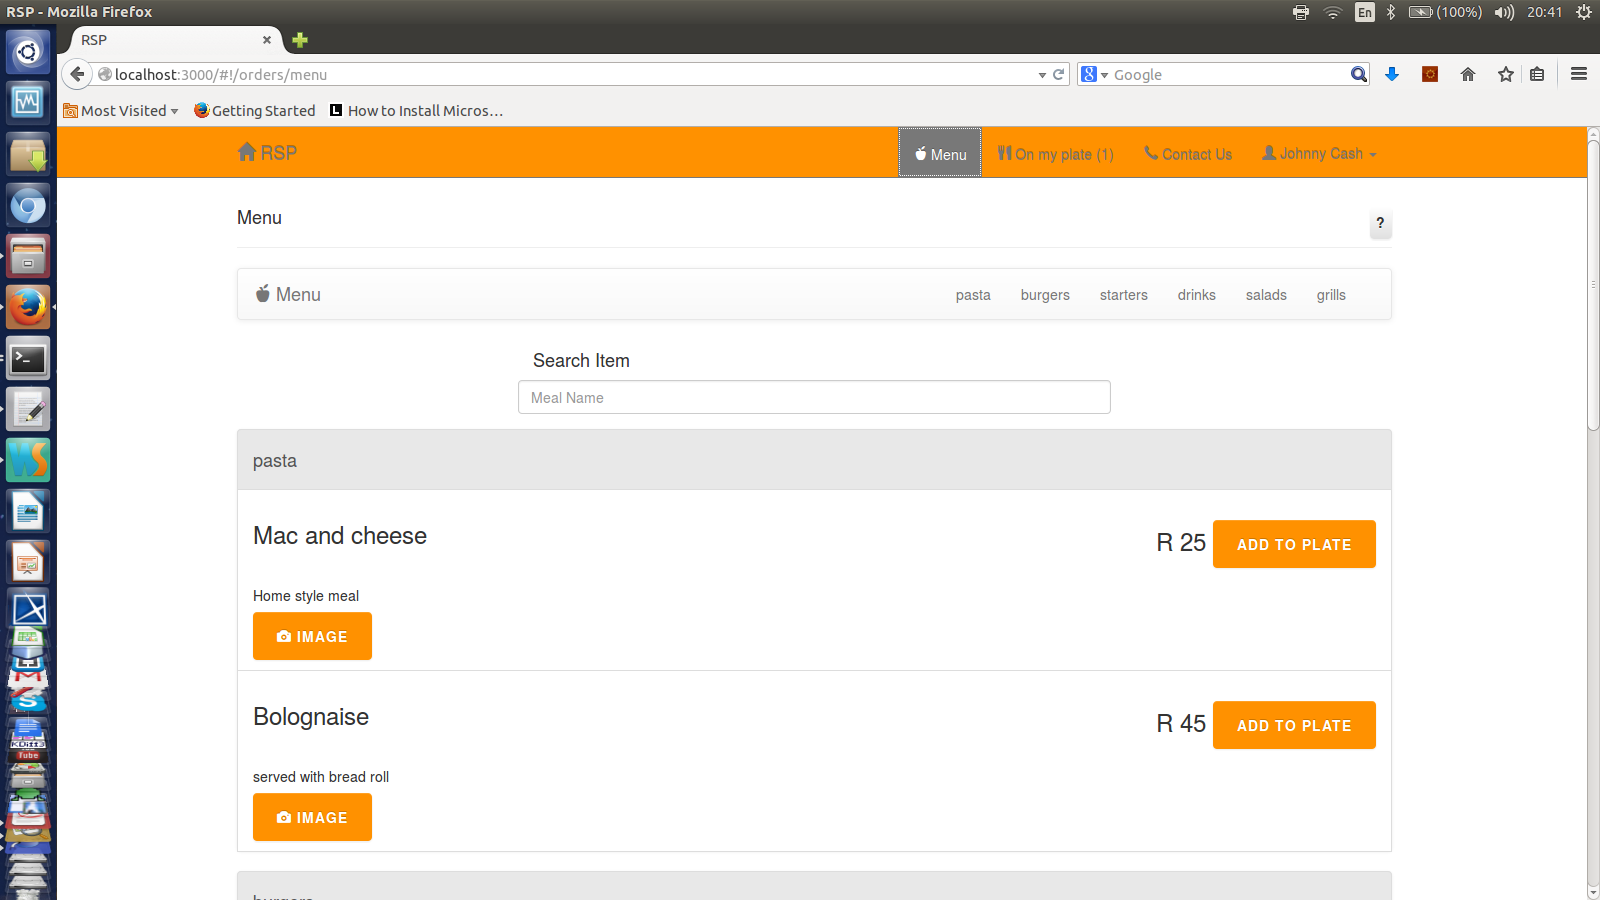 RSP - Mozilla Firefox
En
(100%)
20:41
RSP
localhost:3000/#!/orders/menu
Google
Most Visited
Getting Started
How to Install Micros...
RSP
Menu
On my plate (1)
Contact Us
Johnny Cash
Menu
?
Menu
pasta
burgers
starters
drinks
salads
grills
Search Item
Meal Name
pasta
Mac and cheese
R 25
ADD TO PLATE
Home style meal
IMAGE
Bolognaise
R 45
ADD TO PLATE
served with bread roll
IMAGE
burgers